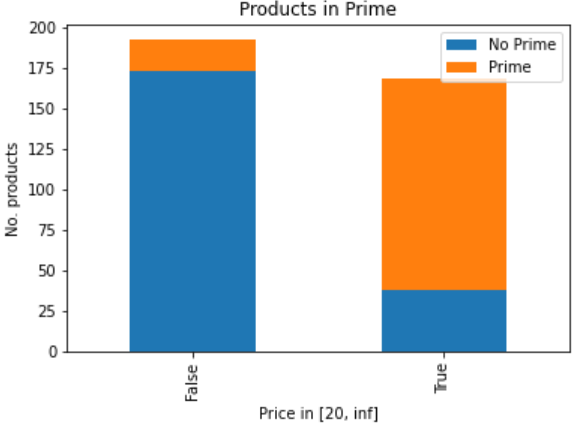 Products in Prime
No Prime
Prime
200
175
150
125
100
75
50
25
0
No. products
False
True
Price in [20, inf]